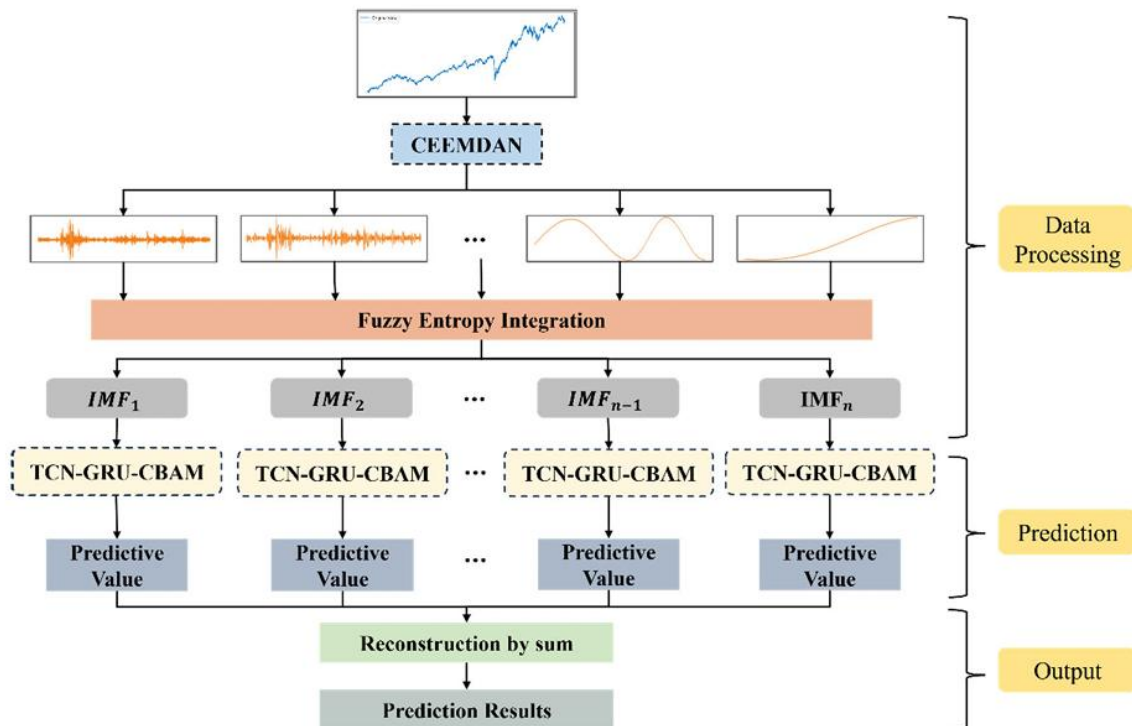 CEEMDAN
...
Data
Processing
Fuzzy Entropy Integration
IMF₁
IMF₂
...
IMFₙ₋₁
IMFₙ
TCN-GRU-CBAM
TCN-GRU-CBAM
...
TCN-GRU-CBAM
TCN-GRU-CBAM
Prediction
Predictive
Value
Predictive
Value
...
Predictive
Value
Predictive
Value
Reconstruction by sum
Output
Prediction Results